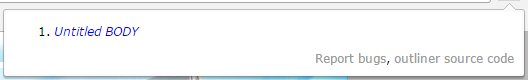 1. Untitled BODY
Report bugs, outliner source code